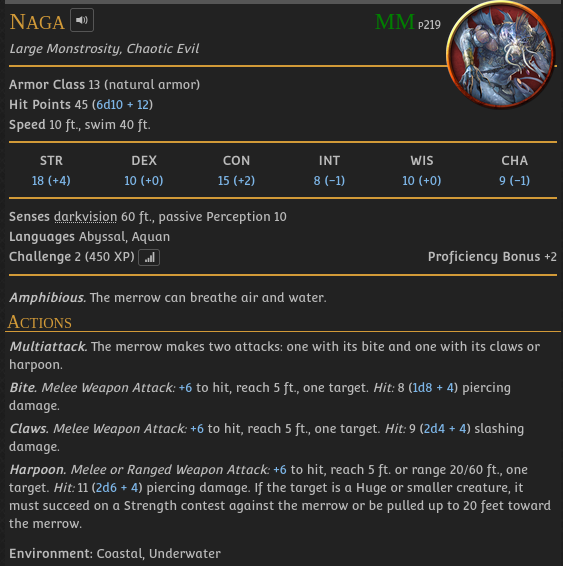 NAGA MM p219
Large Monstrosity, Chaotic Evil
Armor Class 13 (natural armor)
Hit Points 45 (6d10 + 12)
Speed 10 ft., swim 40 ft.
STR DEX CON INT WIS CHA
18 (+4) 10 (+0) 15 (+2) 8 (−1) 10 (+0) 9 (−1)
Senses darkvision 60 ft., passive Perception 10
Languages Abyssal, Aquan
Challenge 2 (450 XP) Proficiency Bonus +2
Amphibious. The merrow can breathe air and water.
ACTIONS
Multiattack. The merrow makes two attacks: one with its bite and one with its claws or
harpoon.
Bite. Melee Weapon Attack: +6 to hit, reach 5 ft., one target. Hit: 8 (1d8 + 4) piercing
damage.
Claws. Melee Weapon Attack: +6 to hit, reach 5 ft., one target. Hit: 9 (2d4 + 4) slashing
damage.
Harpoon. Melee or Ranged Weapon Attack: +6 to hit, reach 5 ft. or range 20/60 ft., one
target. Hit: 11 (2d6 + 4) piercing damage. If the target is a Huge or smaller creature, it
must succeed on a Strength contest against the merrow or be pulled up to 20 feet toward
the merrow.
Environment: Coastal, Underwater